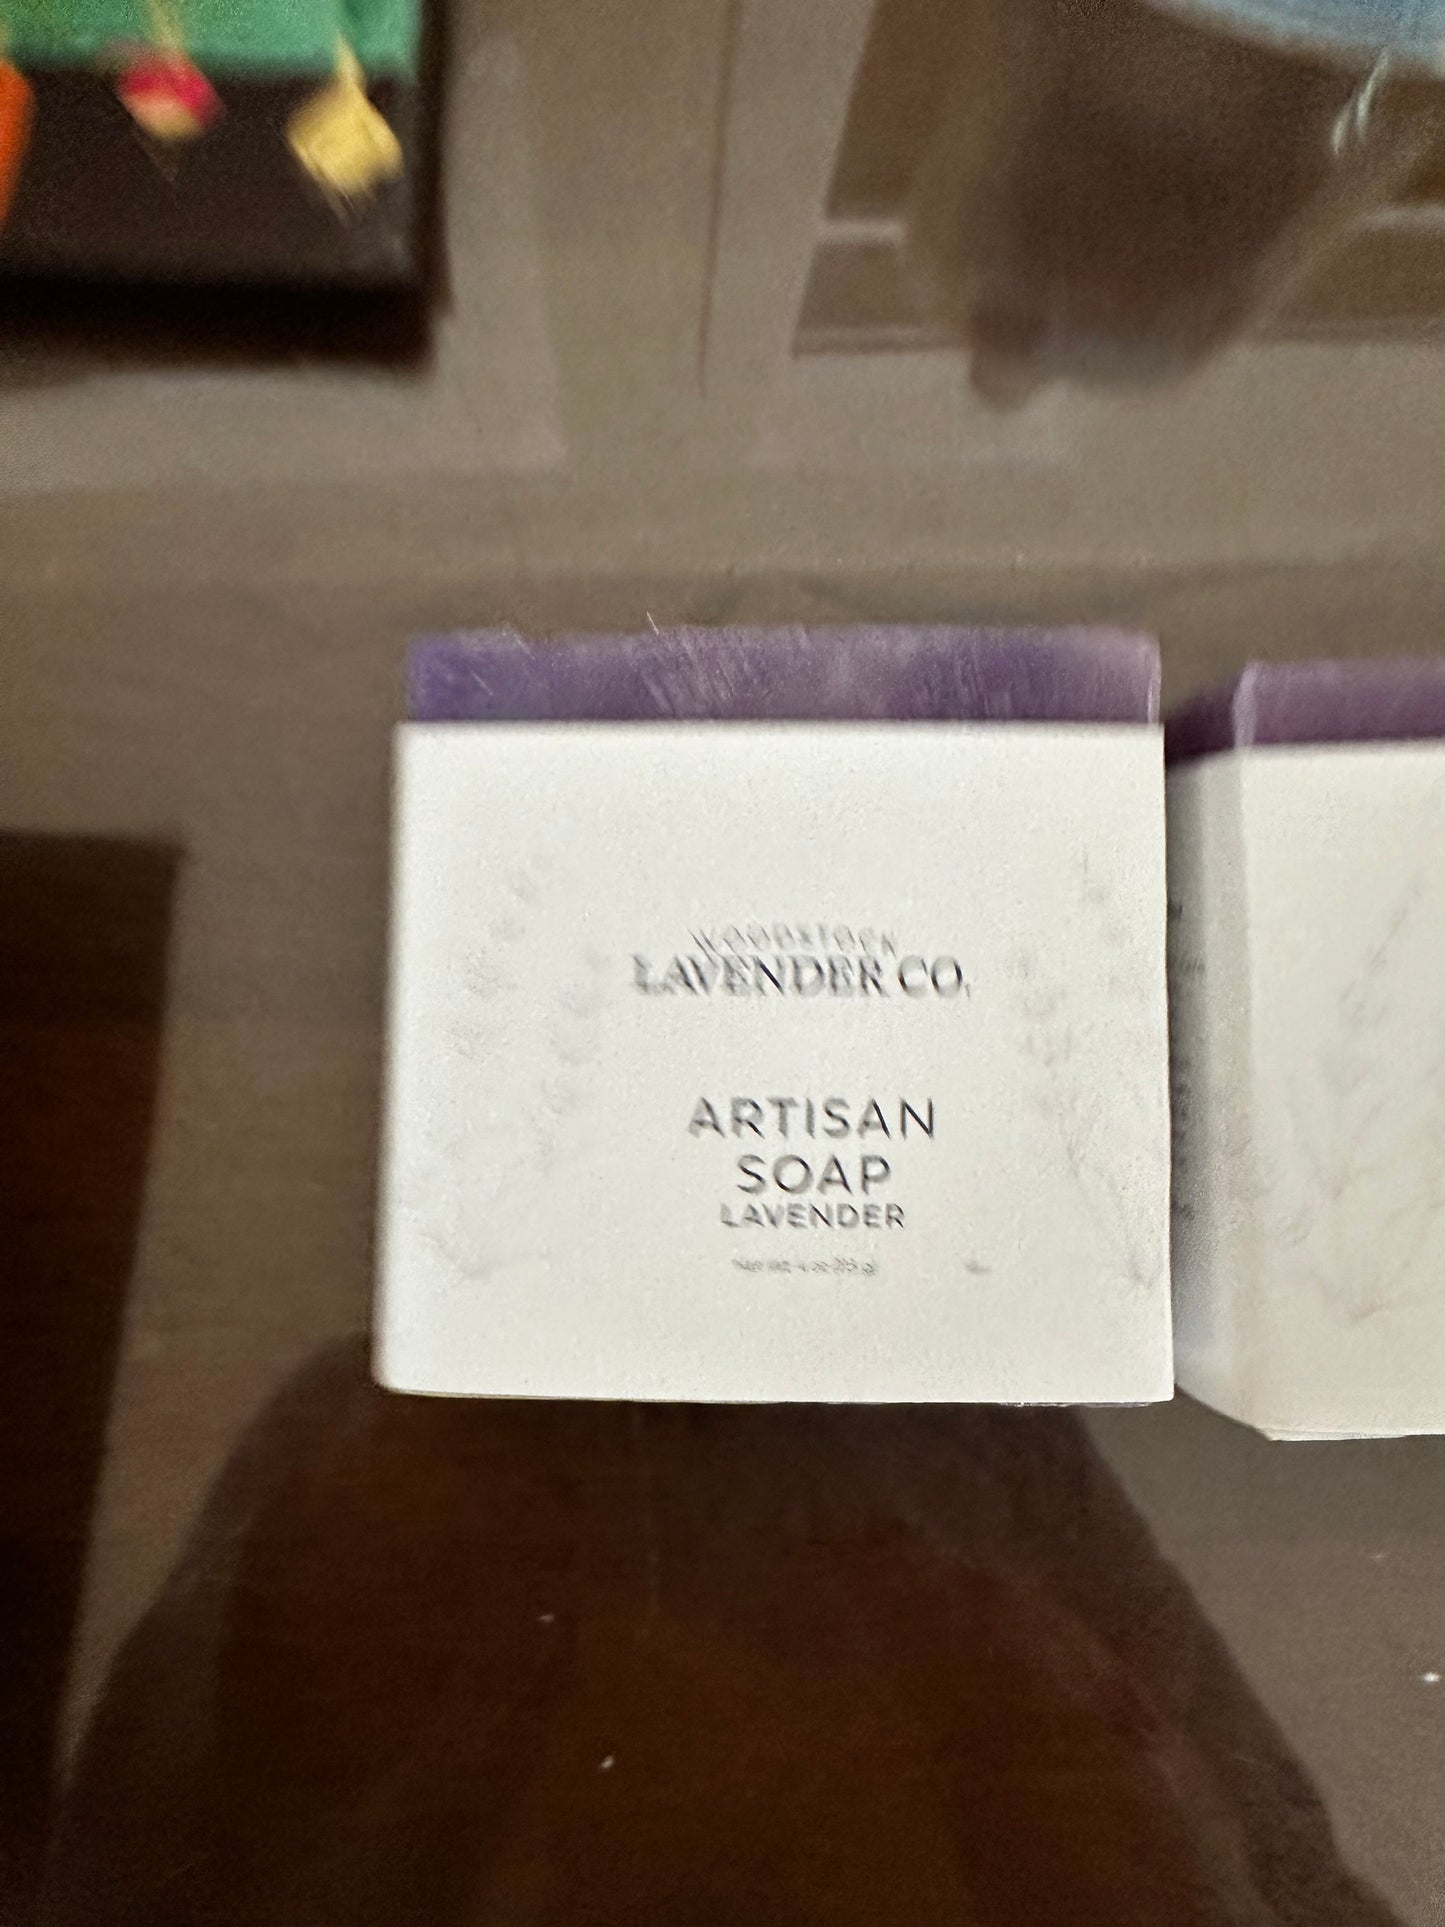 WOODSTOCK
LAVENDER CO.
ARTISAN
SOAP
LAVENDER